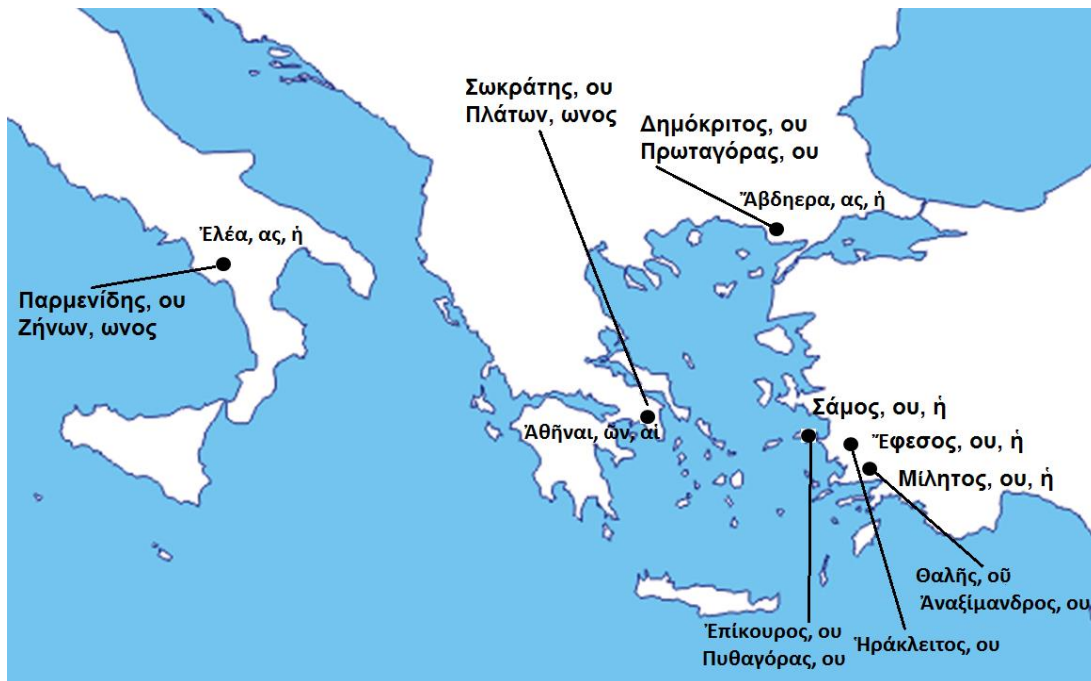 Σωκράτης, ου
Πλάτων, ωνος
Δημόκριτος, ου
Πρωταγόρας, ου
Ἄβδηερα, ας, ἡ
Ἐλέα, ας, ἡ
Παρμενίδης, ου
Ζήνων, ωνος
Ἀθῆναι, ῶν, αἱ
Σάμος, ου, ἡ
Ἔφεσος, ου, ἡ
Μίλητος, ου, ἡ
Θαλῆς, οῦ
Ἀναξίμανδρος, ου
Ἐπίκουρος, ου
Πυθαγόρας, ου
Ἡράκλειτος, ου